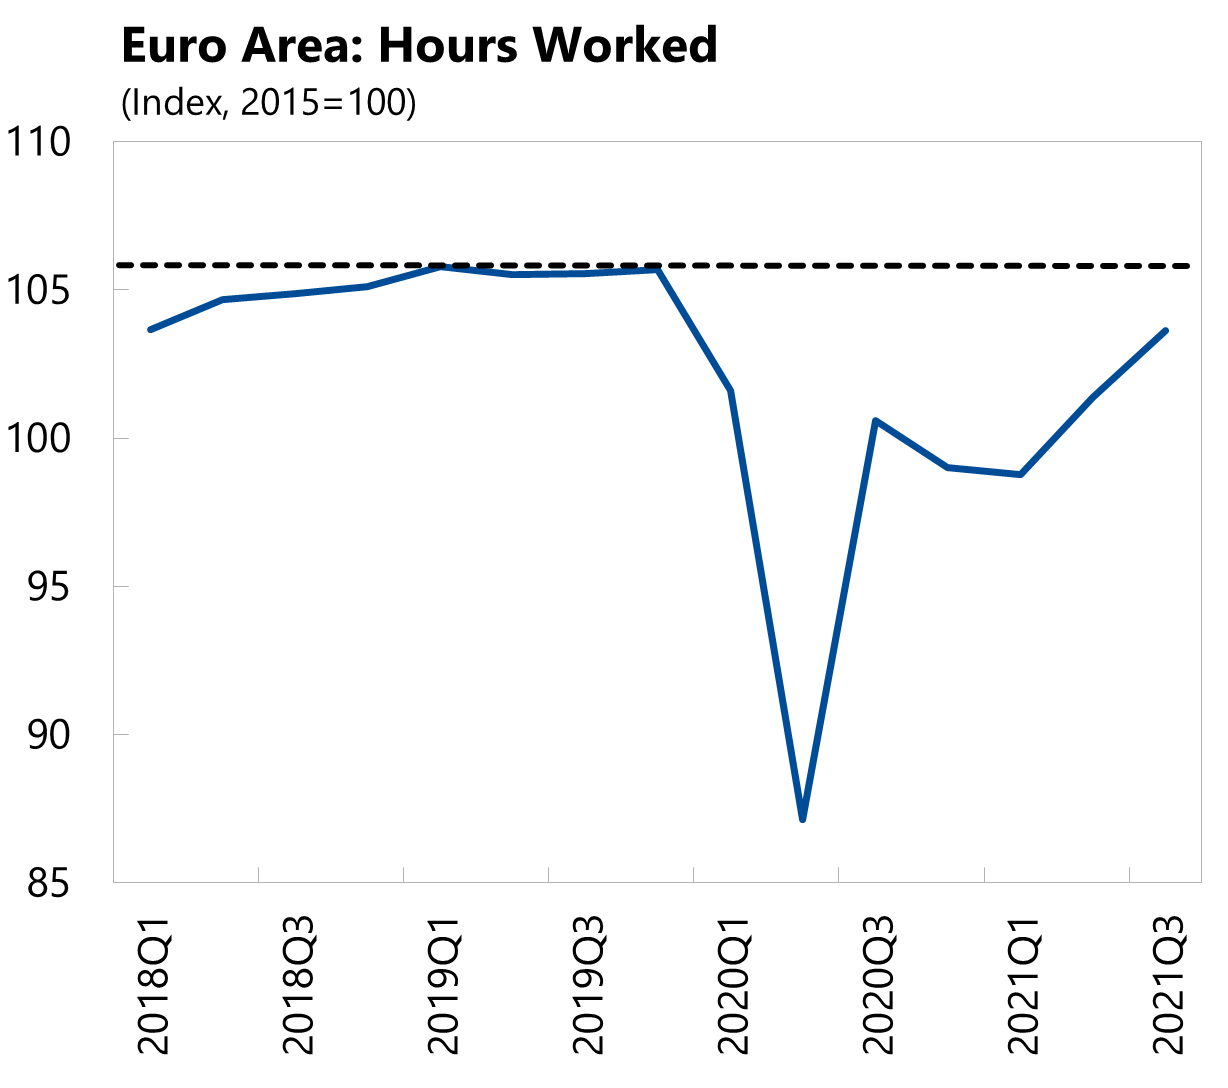 Euro Area: Hours Worked
(Index, 2015=100)
110
105
100
95
90
85
2018Q1
2018Q3
2019Q1
2019Q3
2020Q1
2020Q3
2021Q1
2021Q3